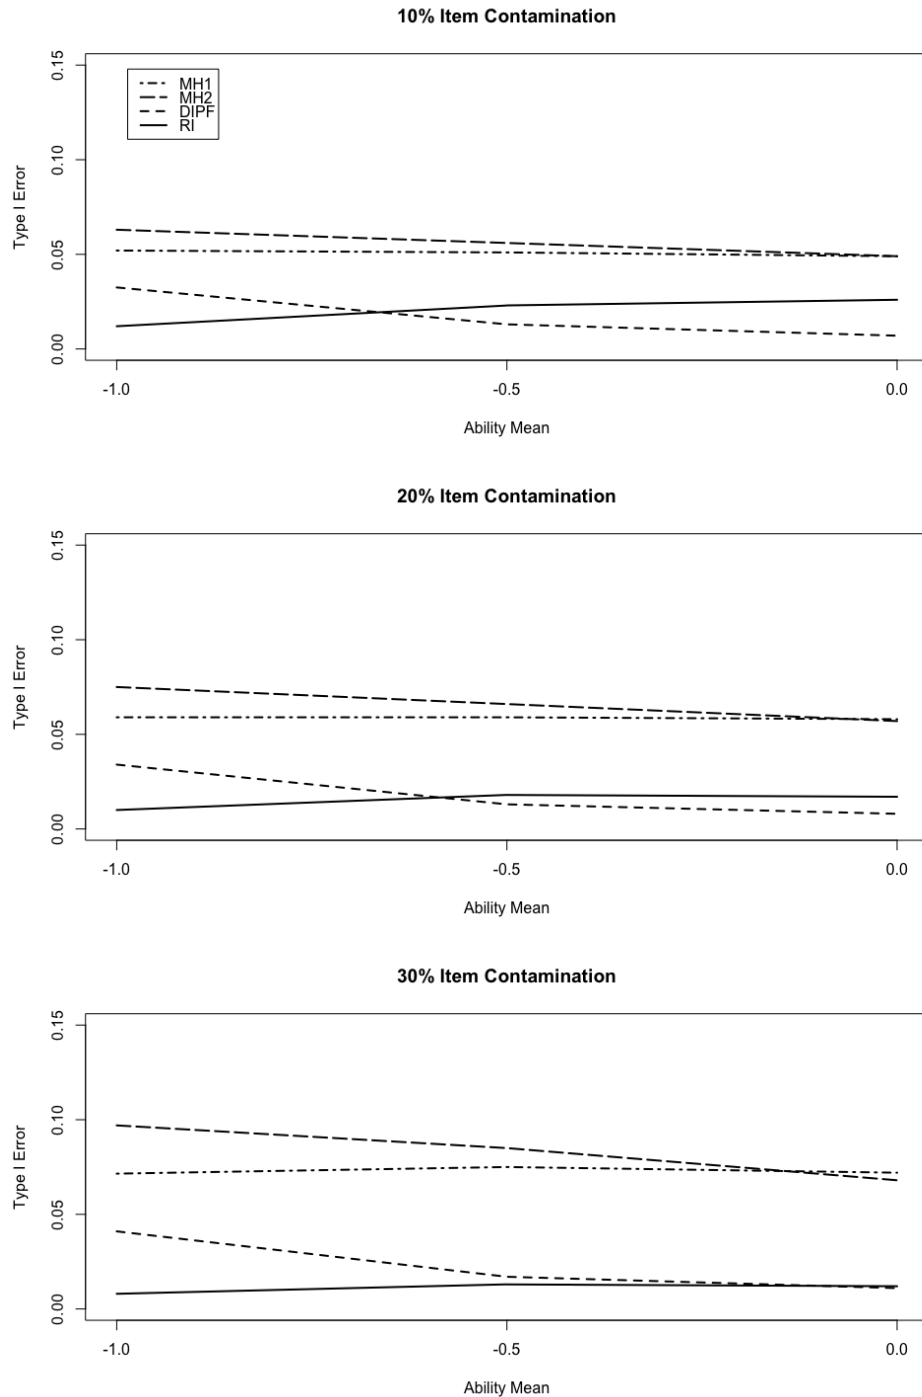 10% Item Contamination
0.15
MH1
MH2
DIPF
RI
0.10
Type I Error
0.05
0.00
-1.0 -0.5 0.0
Ability Mean
20% Item Contamination
0.15
0.10
Type I Error
0.05
0.00
-1.0 -0.5 0.0
Ability Mean
30% Item Contamination
0.15
0.10
Type I Error
0.05
0.00
-1.0 -0.5 0.0
Ability Mean